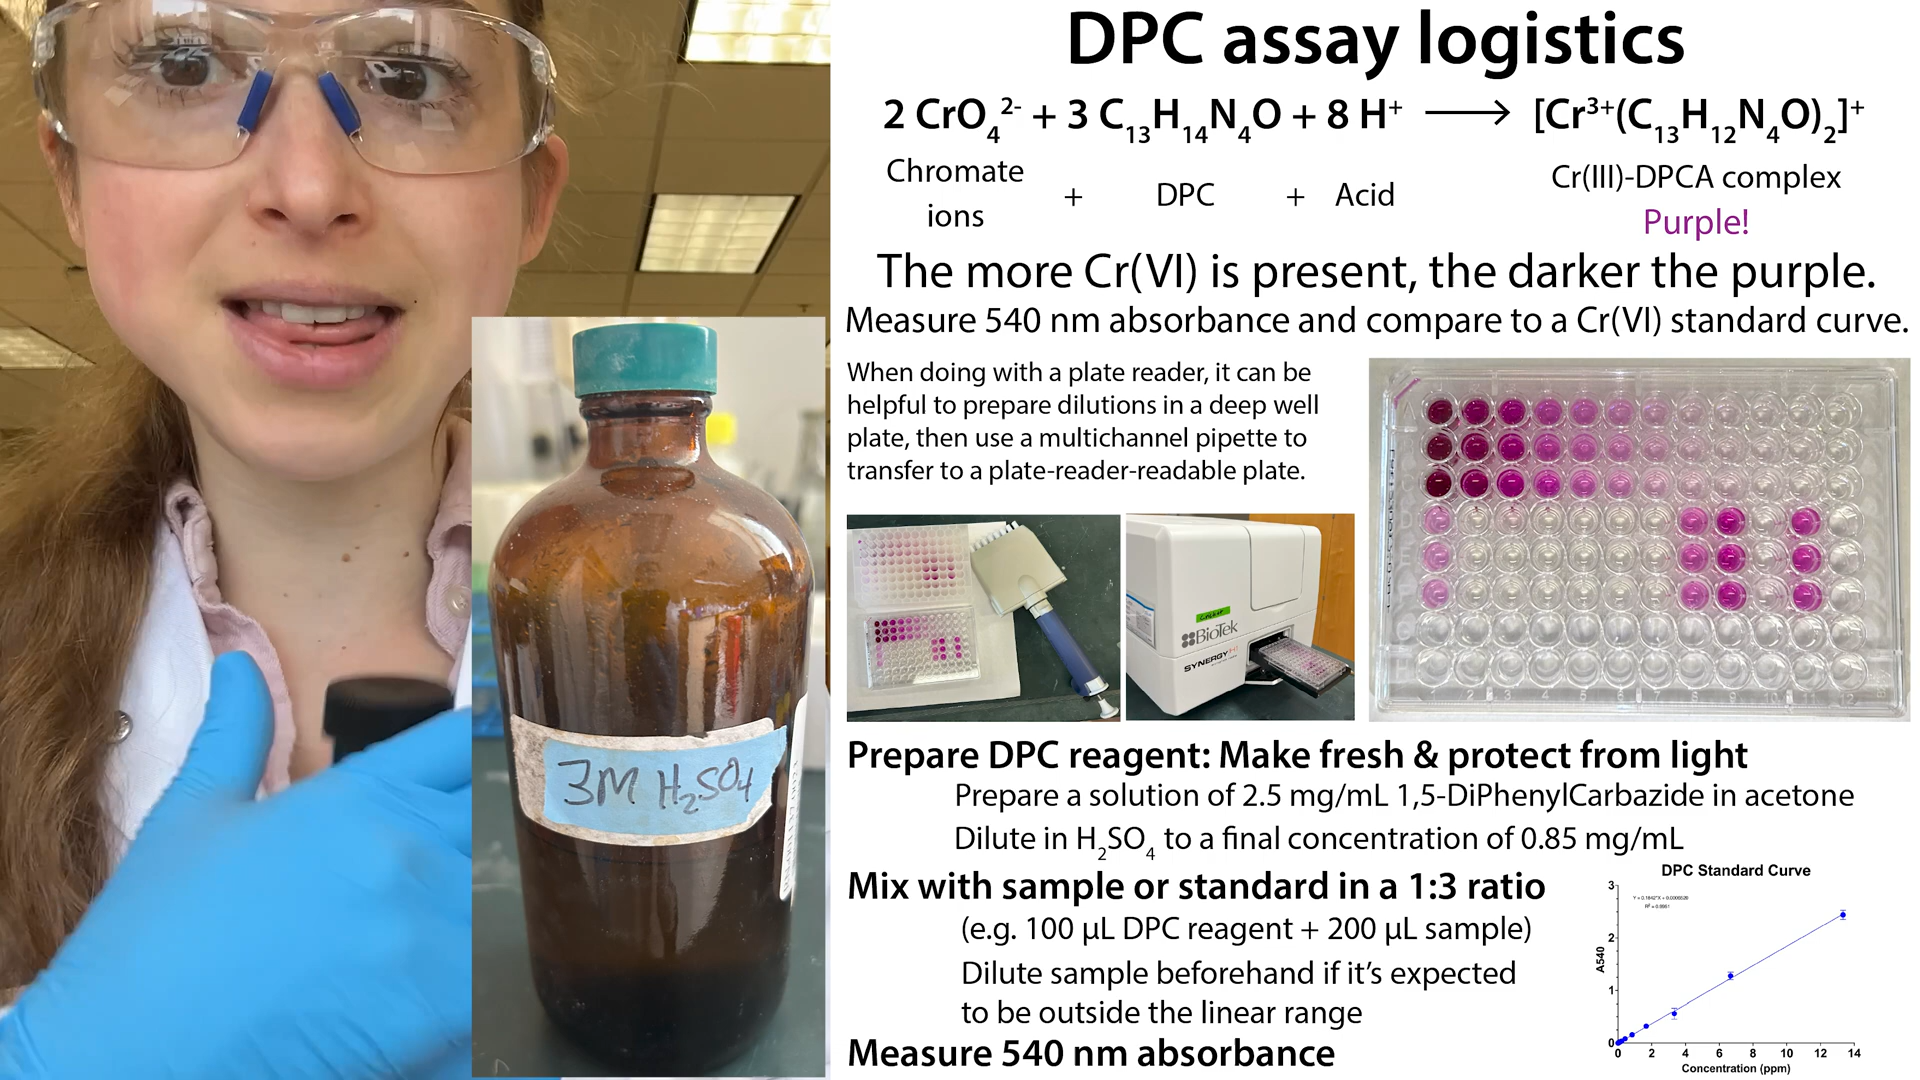 DPC assay logistics
2 CrO₄²⁻ + 3 C₁₃H₁₄N₄O + 8 H⁺ ⟶ [Cr³⁺(C₁₃H₁₂N₄O)₂]⁺
Chromate ions + DPC + Acid
Cr(III)-DPCA complex
Purple!
The more Cr(VI) is present, the darker the purple.
Measure 540 nm absorbance and compare to a Cr(VI) standard curve.
When doing with a plate reader, it can be
helpful to prepare dilutions in a deep well
plate, then use a multichannel pipette to
transfer to a plate-reader-readable plate.
BioTek
SYNERGY H1
3M H₂SO₄
Prepare DPC reagent: Make fresh & protect from light
Prepare a solution of 2.5 mg/mL 1,5-DiPhenylCarbazide in acetone
Dilute in H₂SO₄ to a final concentration of 0.85 mg/mL
Mix with sample or standard in a 1:3 ratio
(e.g. 100 µL DPC reagent + 200 µL sample)
Dilute sample beforehand if it's expected
to be outside the linear range
Measure 540 nm absorbance
DPC Standard Curve
A540
3
2
1
0
0 2 4 6 8 10 12 14
Concentration (ppm)